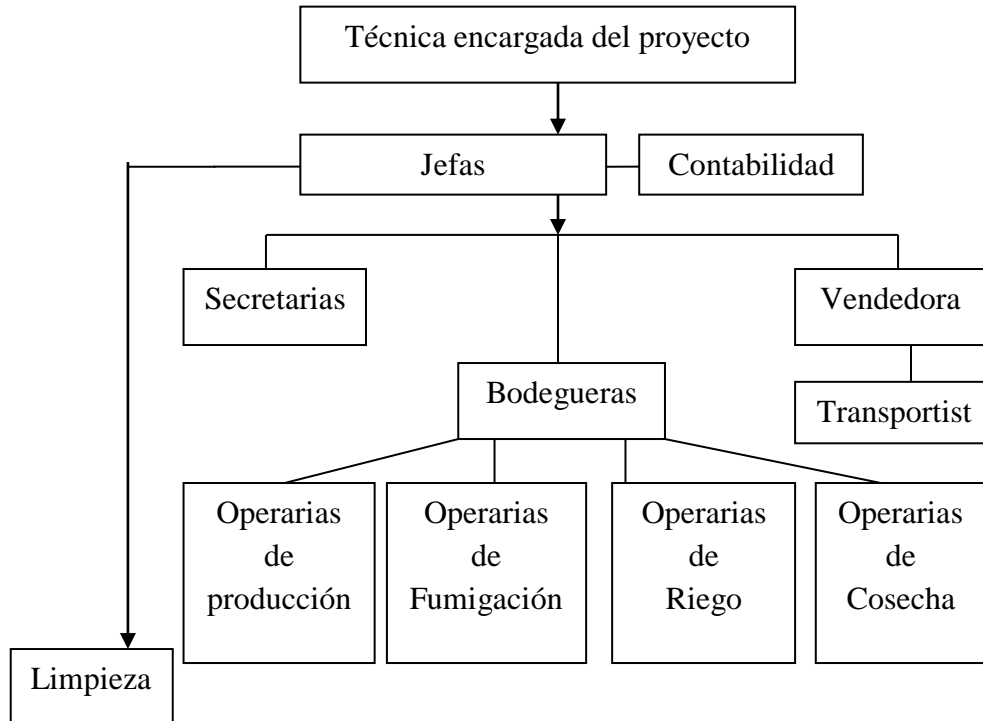 Técnica encargada del proyecto
Jefas
Contabilidad
Secretarias
Vendedora
Bodegueras
Transportist
Operarias
de
producción
Operarias
de
Fumigación
Operarias
de
Riego
Operarias
de
Cosecha
Limpieza